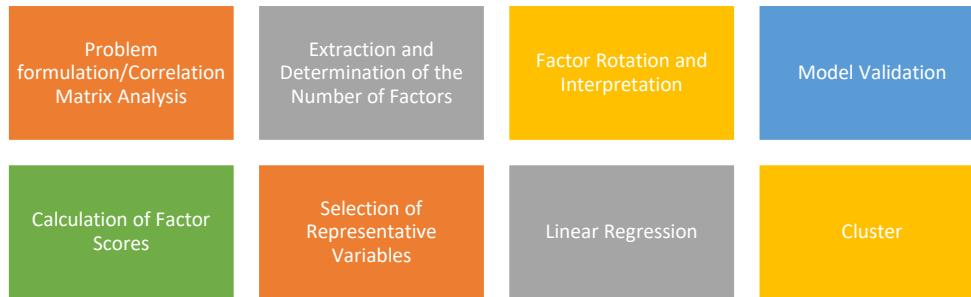 Problem
formulation/Correlation
Matrix Analysis
Extraction and
Determination of the
Number of Factors
Factor Rotation and
Interpretation
Model Validation
Calculation of Factor
Scores
Selection of
Representative
Variables
Linear Regression
Cluster